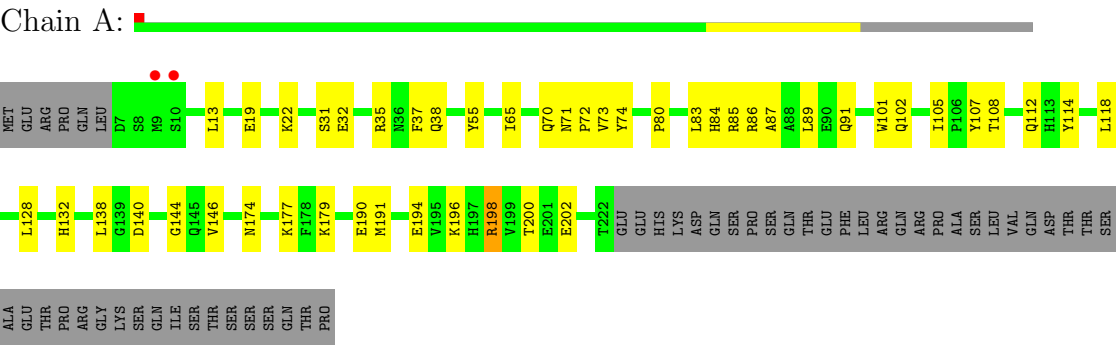 Chain A:
MET GLU ARG PRO GLN LEU D7 S8 M9 S10 L13 E19 K22 S31 E32 R35 N36 F37 Q38 Y55 I65 Q70 N71 P72 V73 Y74 P80 L83 H84 R85 R86 A87 A88 L89 E90 Q91 W101 Q102 I105 P106 Y107 T108 Q112 H113 Y114 L118
L128 H132 L138 G139 D140 G144 Q145 V146 N174 K177 F178 K179 E190 M191 E194 V195 K196 H197 R198 V199 T200 E201 E202 T222 GLU GLU HIS LYS ASP GLN SER PRO SER GLN THR GLU PHE LEU ARG GLN ARG PRO ALA SER LEU VAL GLN ASP THR THR SER
ALA GLU THR PRO ARG GLY LYS SER GLN ILE SER THR SER SER SER GLN THR PRO